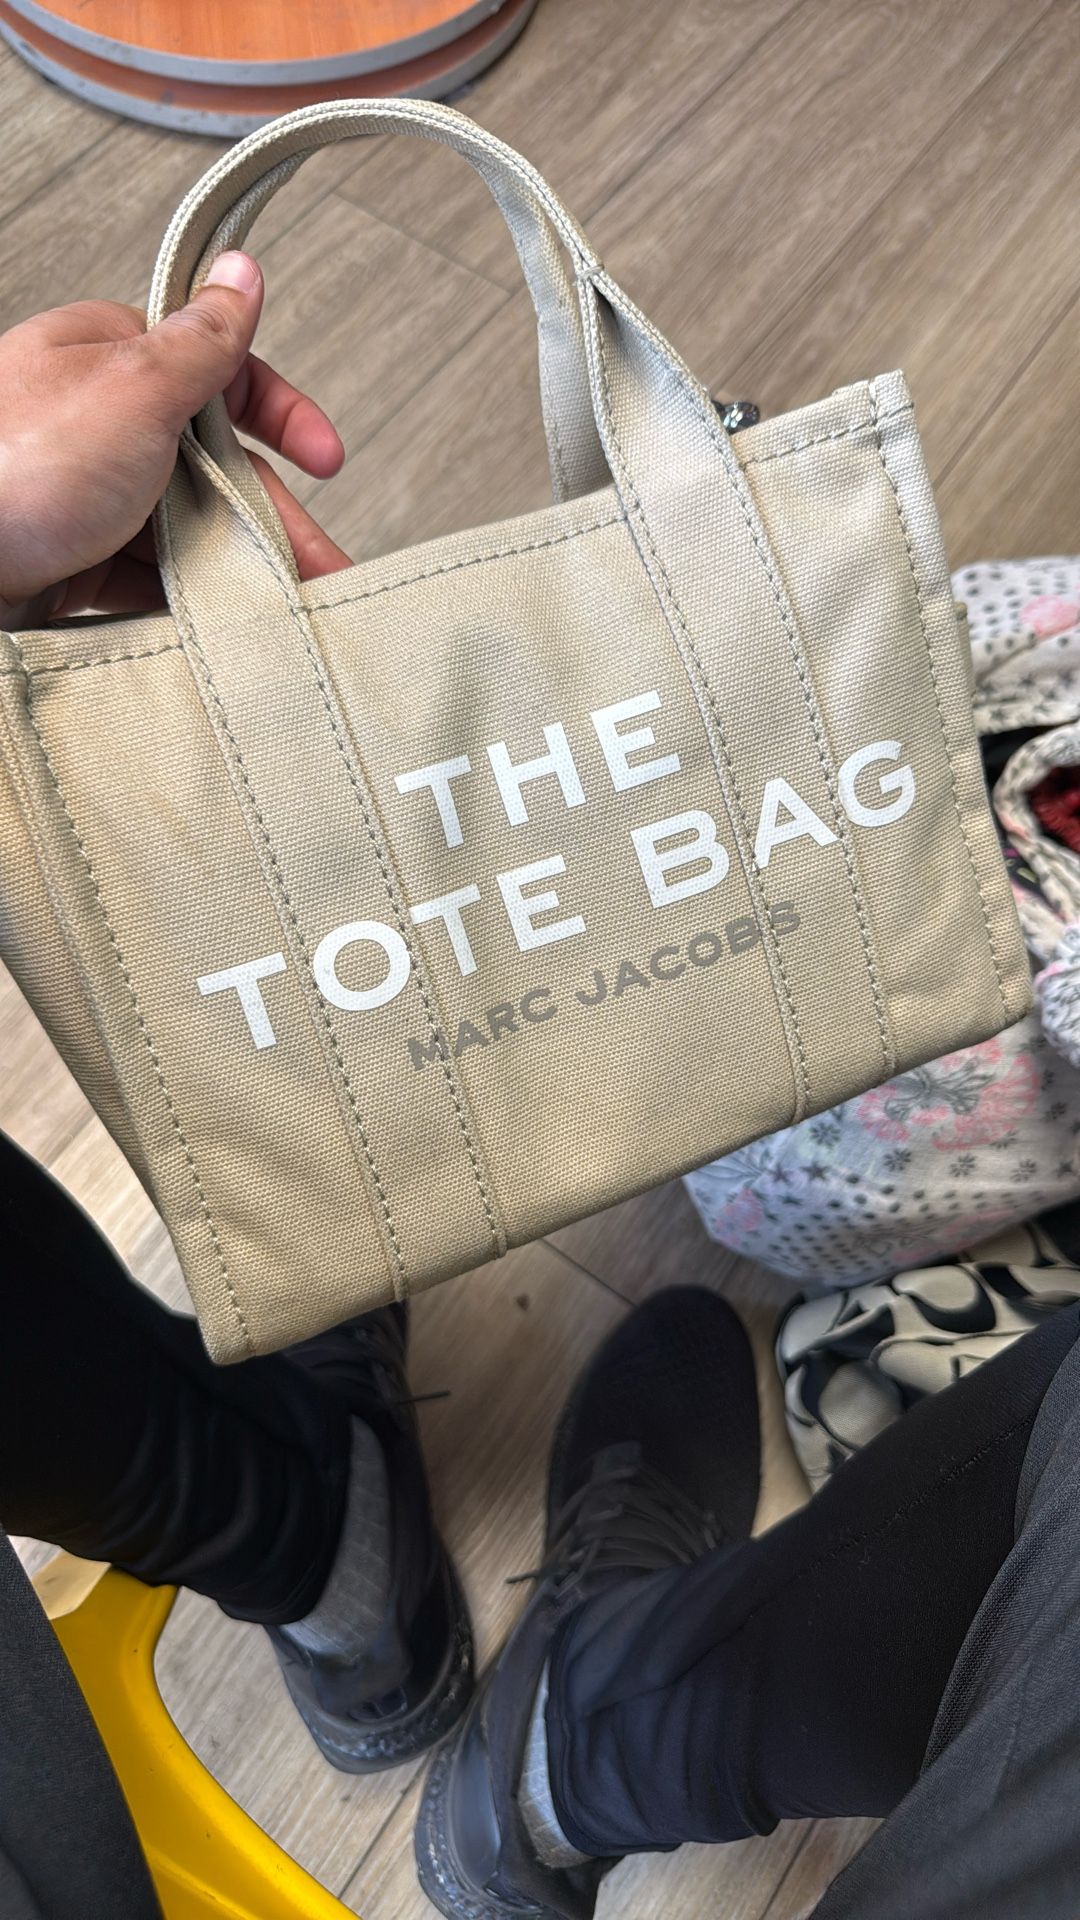 THE
TOTE BAG
MARC JACOBS